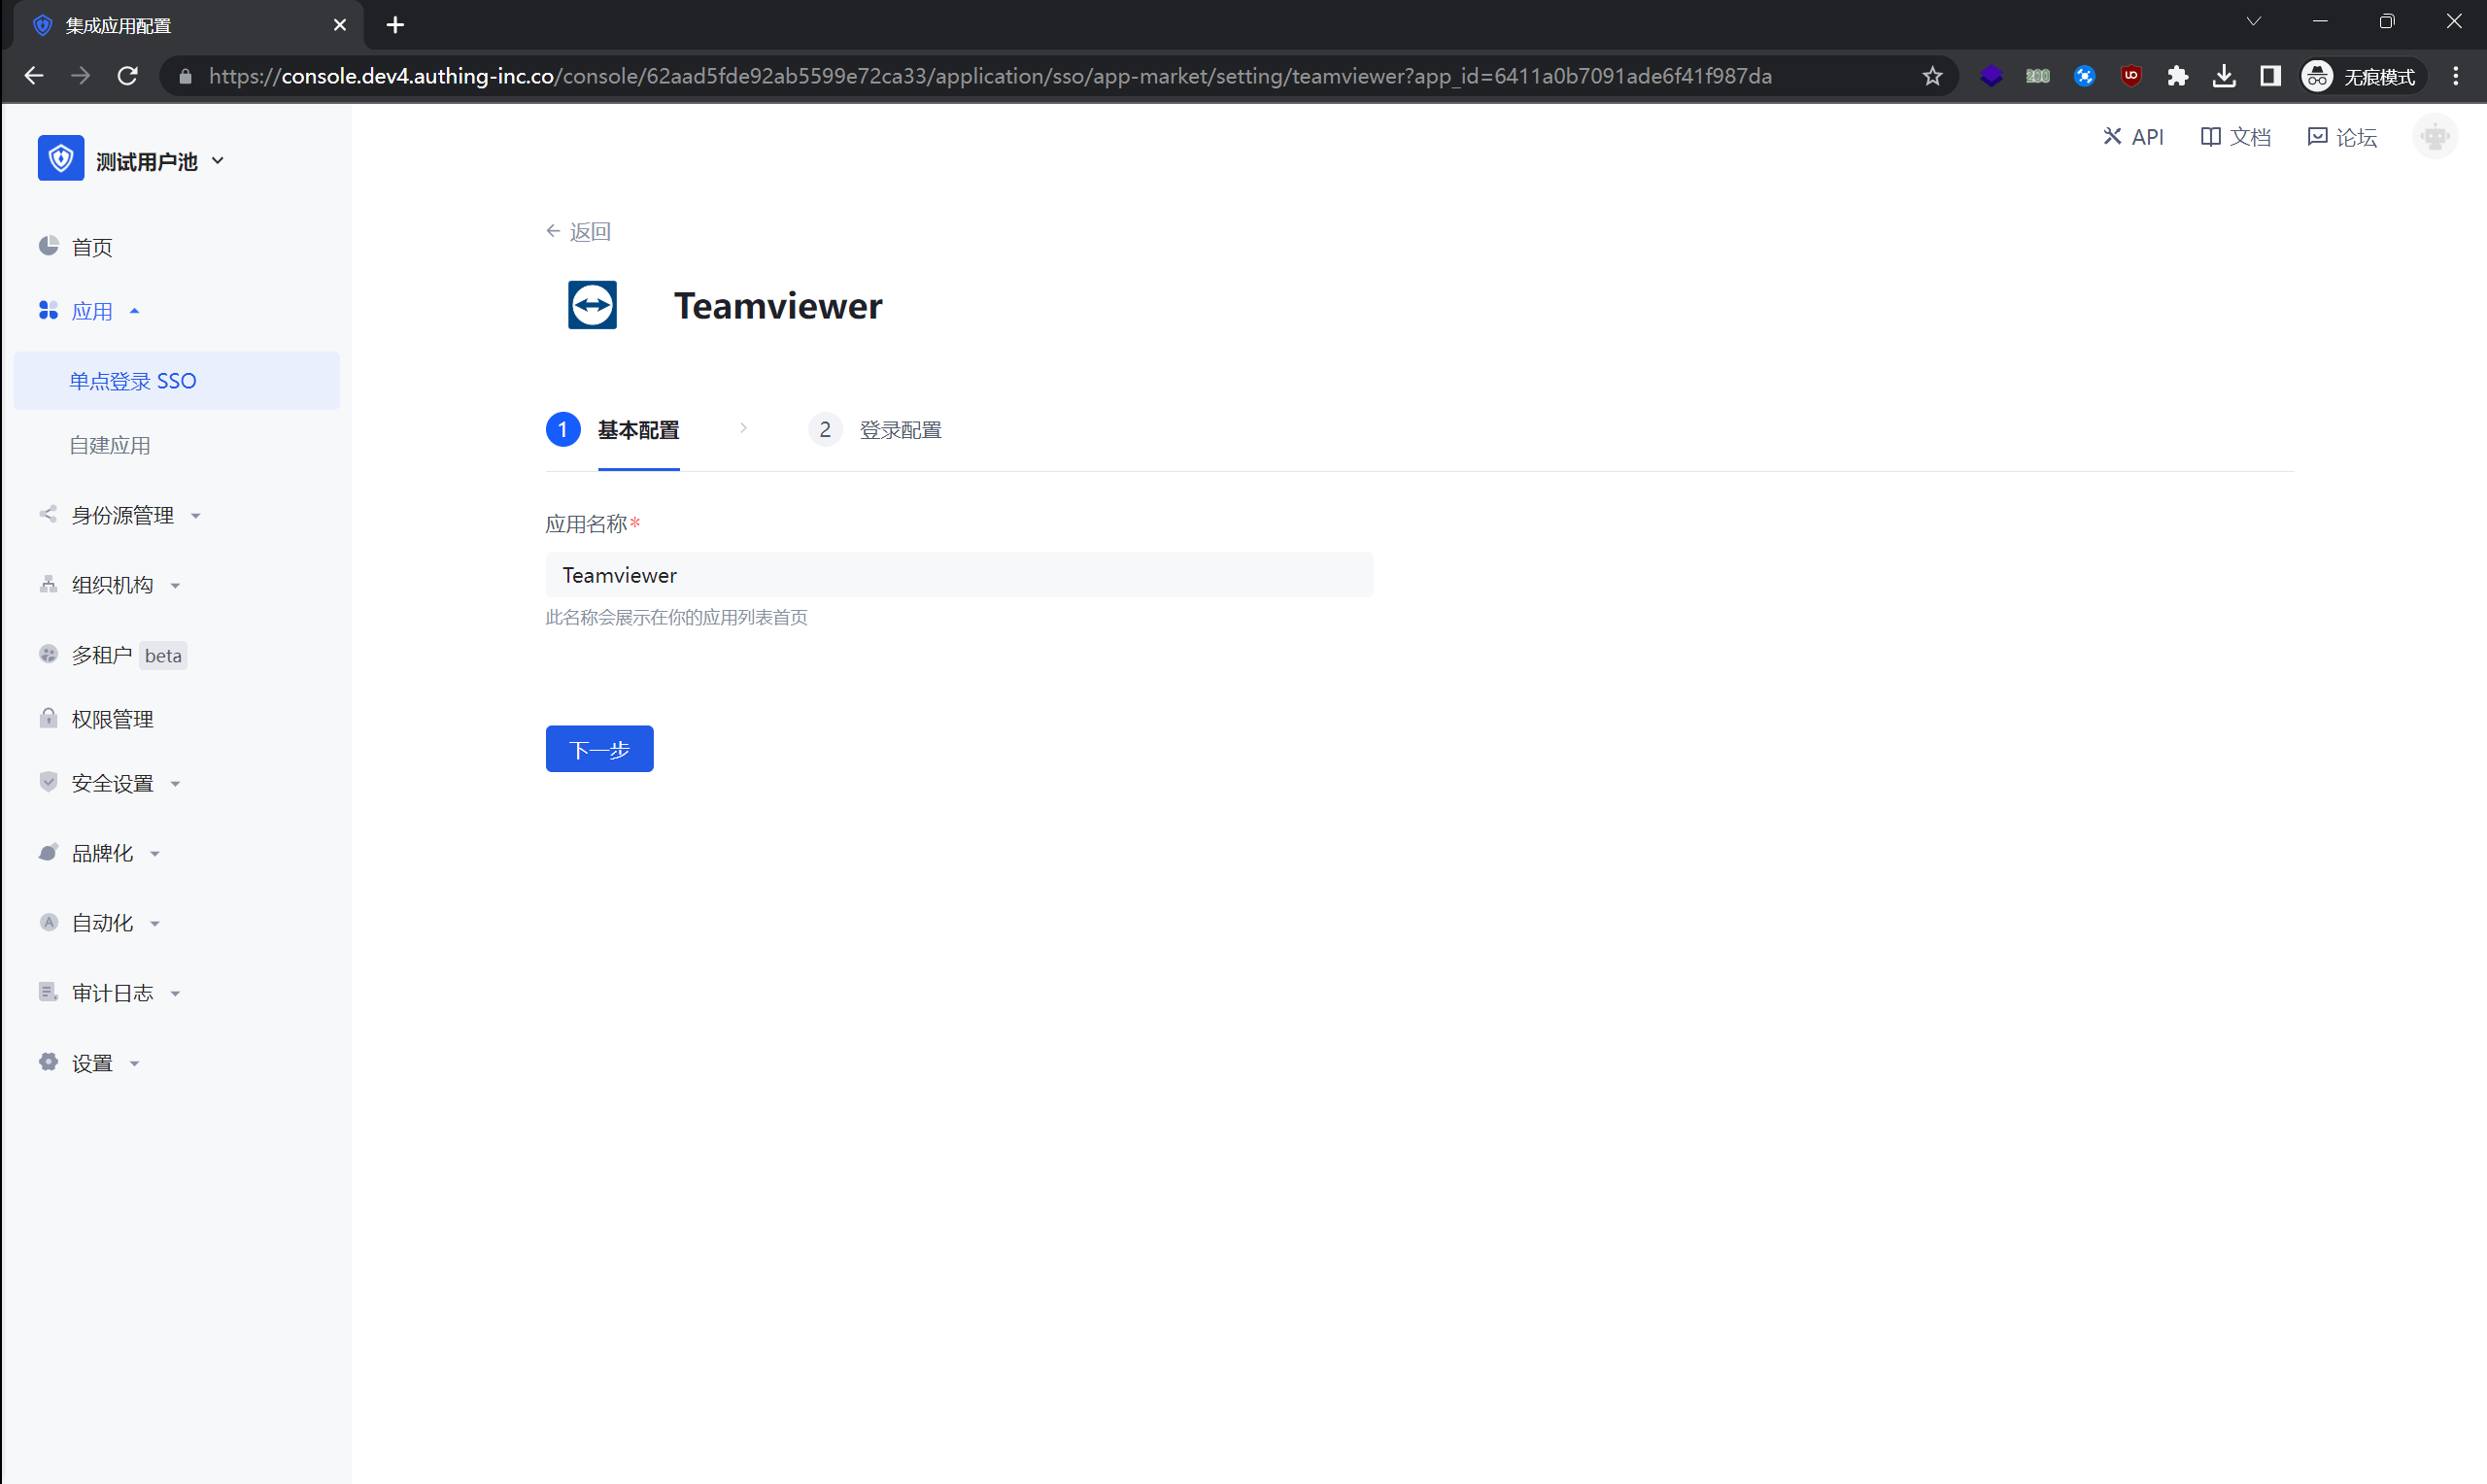 集成应用配置
https://console.dev4.authing-inc.co/console/62aad5fde92ab5599e72ca33/application/sso/app-market/setting/teamviewer?app_id=6411a0b7091ade6f41f987da
200
无痕模式
测试用户池
API
文档
论坛
首页
应用
单点登录 SSO
自建应用
身份源管理
组织机构
多租户 beta
权限管理
安全设置
品牌化
自动化
审计日志
设置
返回
Teamviewer
1 基本配置
2 登录配置
应用名称*
Teamviewer
此名称会展示在你的应用列表首页
下一步